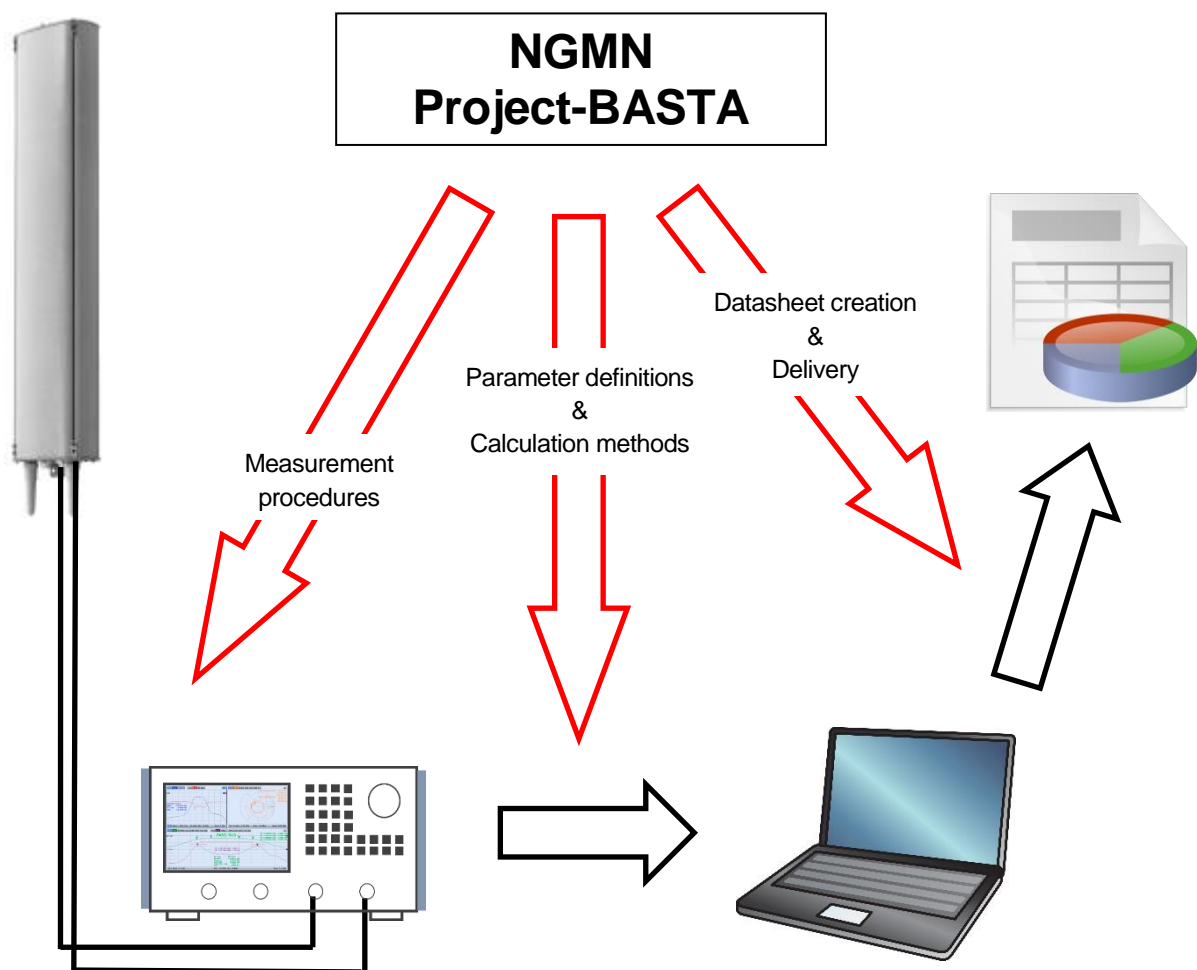 NGMN
Project-BASTA
Datasheet creation
&
Delivery
Parameter definitions
&
Calculation methods
Measurement
procedures